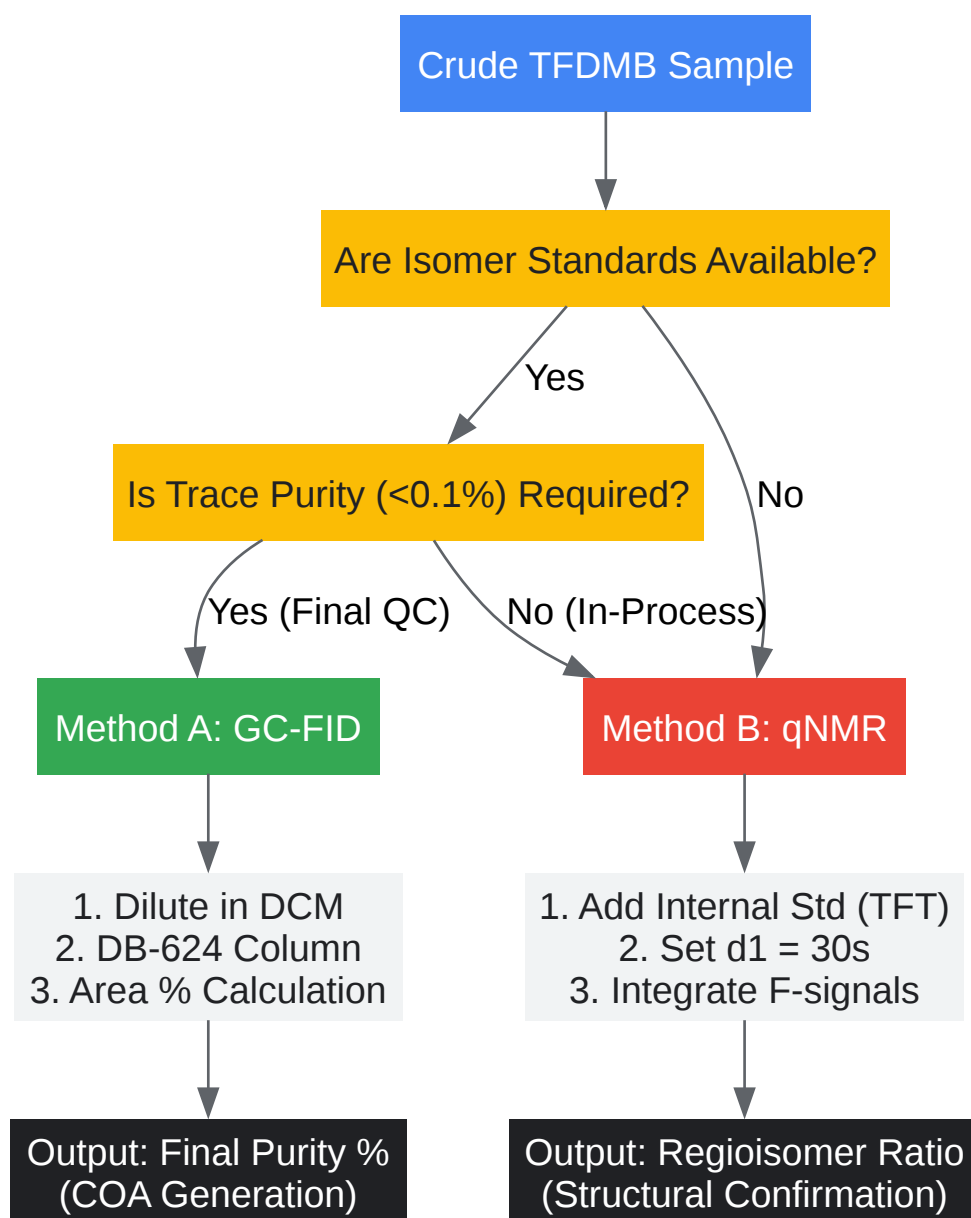 Crude TFDMB Sample
Are Isomer Standards Available?
Yes
Is Trace Purity (<0.1%) Required?
No
Yes (Final QC)
No (In-Process)
Method A: GC-FID
Method B: qNMR
1. Dilute in DCM
2. DB-624 Column
3. Area % Calculation
1. Add Internal Std (TFT)
2. Set d1 = 30s
3. Integrate F-signals
Output: Final Purity %
(COA Generation)
Output: Regioisomer Ratio
(Structural Confirmation)